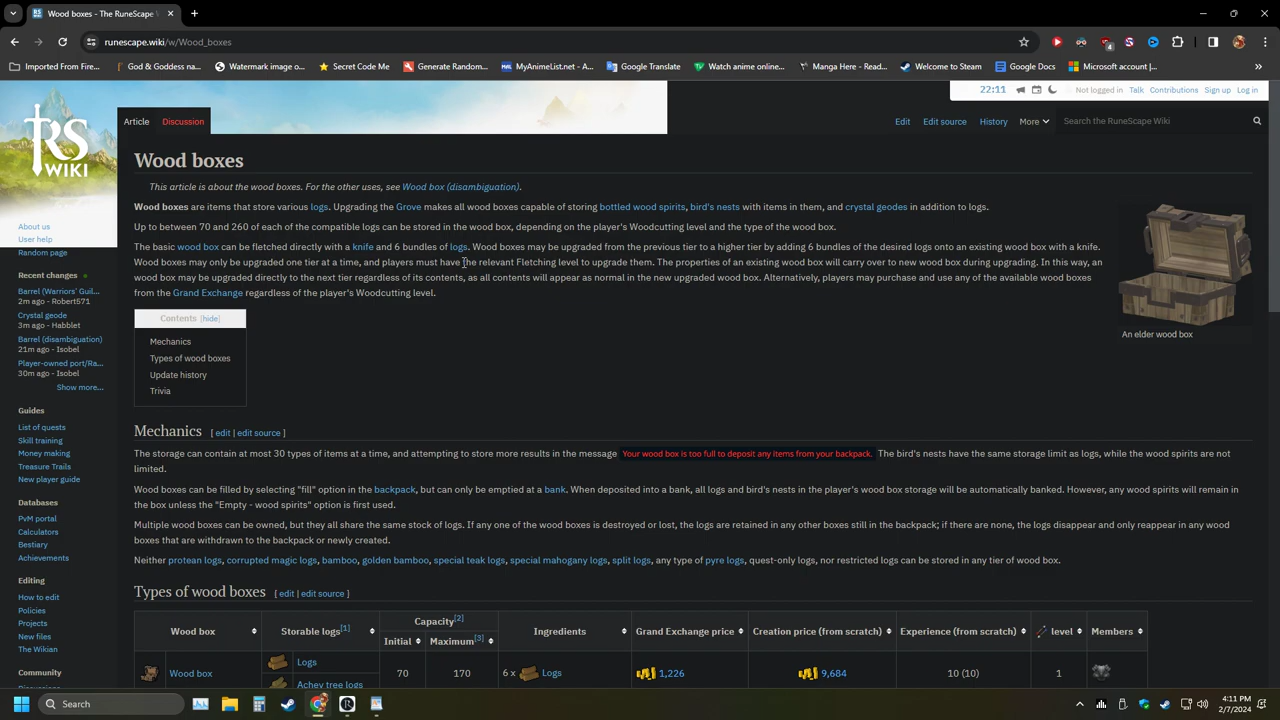 Wood boxes - The RuneScape W
runescape.wiki/w/Wood_boxes
4
Imported From Fire...
God & Goddess na...
Watermark image o...
Secret Code Me
Generate Random...
MyAnimeList.net - A...
Google Translate
Watch anime online...
Manga Here - Read...
Welcome to Steam
Google Docs
Microsoft account |...
»
22:11
Not logged in
Talk
Contributions
Sign up
Log in
RS
WIKI
Article
Discussion
Edit
Edit source
History
More
Search the RuneScape Wiki
About us
User help
Random page
Recent changes
Barrel (Warriors' Guil...
2m ago - Robert571
Crystal geode
3m ago - Habblet
Barrel (disambiguation)
21m ago - Isobel
Player-owned port/Ra...
30m ago - Isobel
Show more...
Guides
List of quests
Skill training
Money making
Treasure Trails
New player guide
Databases
PvM portal
Calculators
Bestiary
Achievements
Editing
How to edit
Policies
Projects
New files
The Wikian
Community
Discussions
Wood boxes
This article is about the wood boxes. For the other uses, see Wood box (disambiguation).
Wood boxes are items that store various logs. Upgrading the Grove makes all wood boxes capable of storing bottled wood spirits, bird's nests with items in them, and crystal geodes in addition to logs.
Up to between 70 and 260 of each of the compatible logs can be stored in the wood box, depending on the player's Woodcutting level and the type of the wood box.
The basic wood box can be fletched directly with a knife and 6 bundles of logs. Wood boxes may be upgraded from the previous tier to a higher one by adding 6 bundles of the desired logs onto an existing wood box with a knife.
Wood boxes may only be upgraded one tier at a time, and players must have the relevant Fletching level to upgrade them. The properties of an existing wood box will carry over to new wood box during upgrading. In this way, an
wood box may be upgraded directly to the next tier regardless of its contents, as all contents will appear as normal in the new upgraded wood box. Alternatively, players may purchase and use any of the available wood boxes
from the Grand Exchange regardless of the player's Woodcutting level.
An elder wood box
Contents [hide]
Mechanics
Types of wood boxes
Update history
Trivia
Mechanics [ edit | edit source ]
The storage can contain at most 30 types of items at a time, and attempting to store more results in the message Your wood box is too full to deposit any items from your backpack. The bird's nests have the same storage limit as logs, while the wood spirits are not
limited.
Wood boxes can be filled by selecting "fill" option in the backpack, but can only be emptied at a bank. When deposited into a bank, all logs and bird's nests in the player's wood box storage will be automatically banked. However, any wood spirits will remain in
the box unless the "Empty - wood spirits" option is first used.
Multiple wood boxes can be owned, but they all share the same stock of logs. If any one of the wood boxes is destroyed or lost, the logs are retained in any other boxes still in the backpack; if there are none, the logs disappear and only reappear in any wood
boxes that are withdrawn to the backpack or newly created.
Neither protean logs, corrupted magic logs, bamboo, golden bamboo, special teak logs, special mahogany logs, split logs, any type of pyre logs, quest-only logs, nor restricted logs can be stored in any tier of wood box.
Types of wood boxes [ edit | edit source ]
Wood box
Storable logs[1]
Capacity[2]
Initial
Maximum[3]
Ingredients
Grand Exchange price
Creation price (from scratch)
Experience (from scratch)
level
Members
Wood box
Logs
Achey tree logs
70
170
6 x Logs
1,226
9,684
10 (10)
1
Search
4:11 PM
2/7/2024